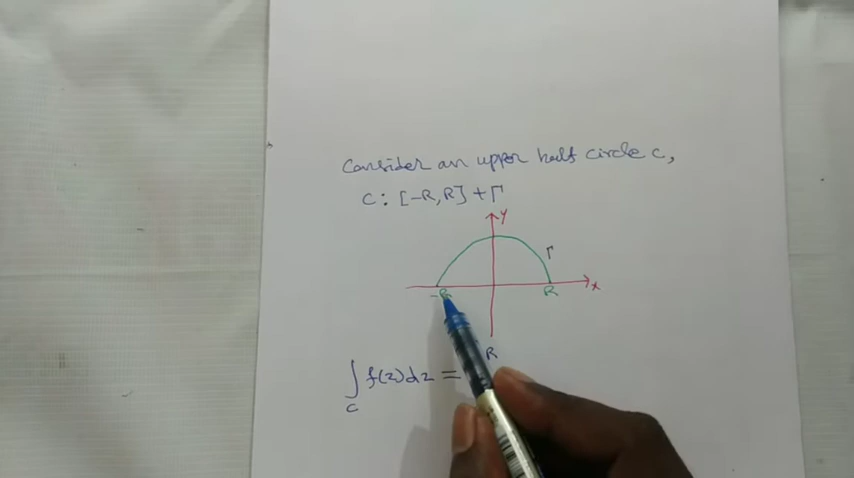 Consider an upper half circle C,
C: [-R, R] + Γ
y
Γ
-R R x
R
∫ f(z)dz =
C